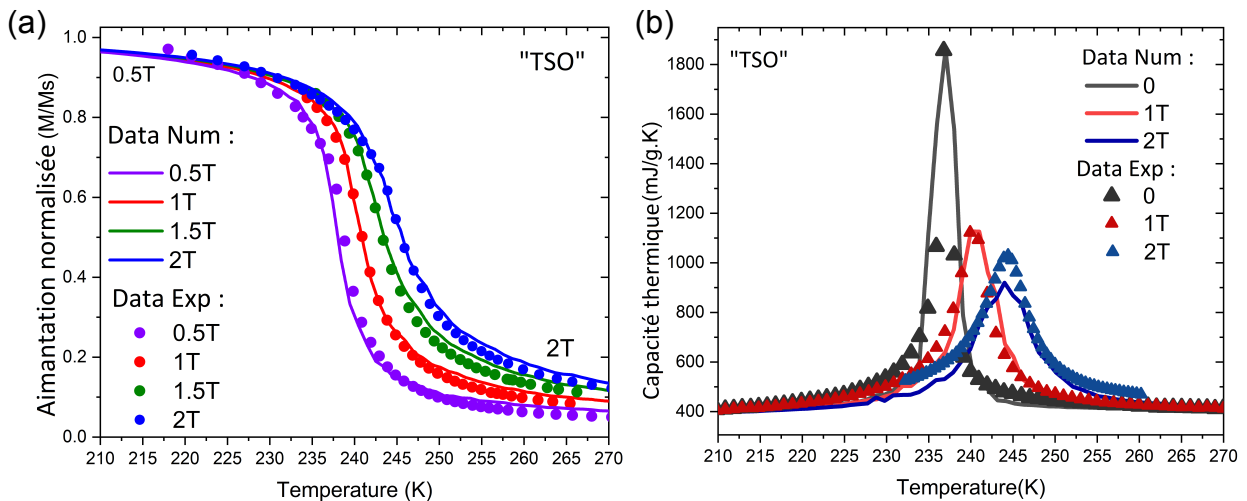 (a)
Aimantation normalisée (M/Ms)
1.0
0.8
0.6
0.4
0.2
0.0
"TSO"
0.5T
Data Num :
0.5T
1T
1.5T
2T
Data Exp :
0.5T
1T
1.5T
2T
2T
210 215 220 225 230 235 240 245 250 255 260 265 270
Temperature (K)
(b)
Capacité thermique(mJ/g.K)
1800
1600
1400
1200
1000
800
600
400
"TSO"
Data Num :
0
1T
2T
Data Exp :
0
1T
2T
210 215 220 225 230 235 240 245 250 255 260 265 270
Temperature(K)